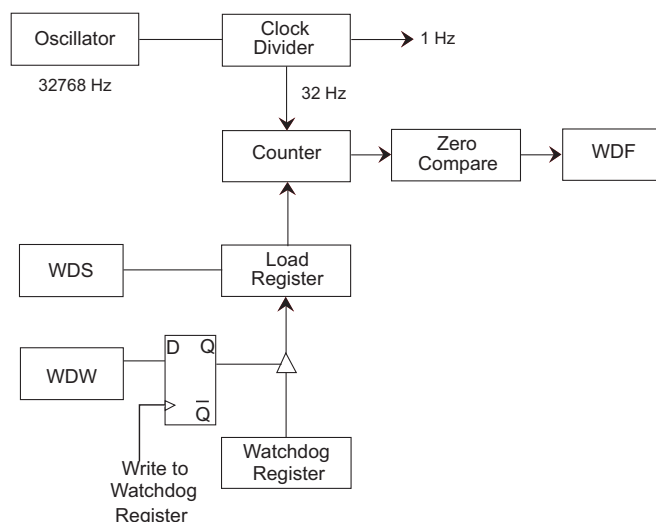 Oscillator
32768 Hz
Clock
Divider
1 Hz
32 Hz
Counter
Zero
Compare
WDF
WDS
Load
Register
WDW
D Q
Q̅
Watchdog
Register
Write to
Watchdog
Register